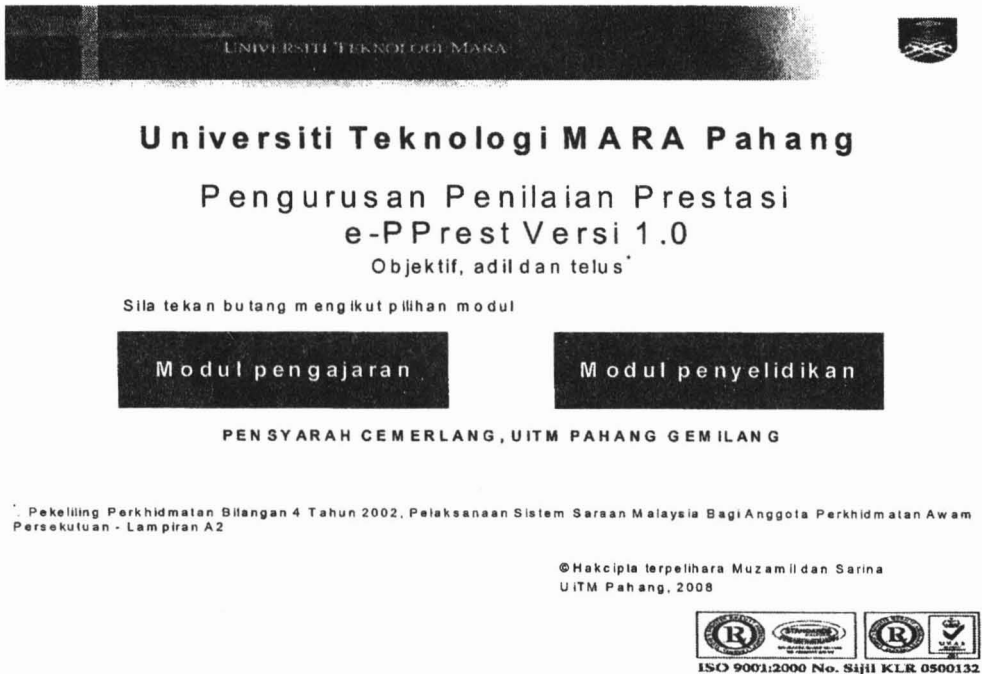 UNIVERSITI TEKNOLOGI MARA
Universiti Teknologi MARA Pahang
Pengurusan Penilaian Prestasi
e-PPrest Versi 1.0
Objektif, adil dan telus*
Sila tekan butang mengikut pilihan modul
Modul pengajaran
Modul penyelidikan
PENSYARAH CEMERLANG, UITM PAHANG GEMILANG
*. Pekeliling Perkhidmatan Bilangan 4 Tahun 2002, Pelaksanaan Sistem Saraan Malaysia Bagi Anggota Perkhidmatan Awam
Persekutuan - Lampiran A2
©Hakcipta terpelihara Muzamil dan Sarina
UiTM Pahang, 2008
R
R
ISO 9001:2000 No. Sijil KLR 0500132